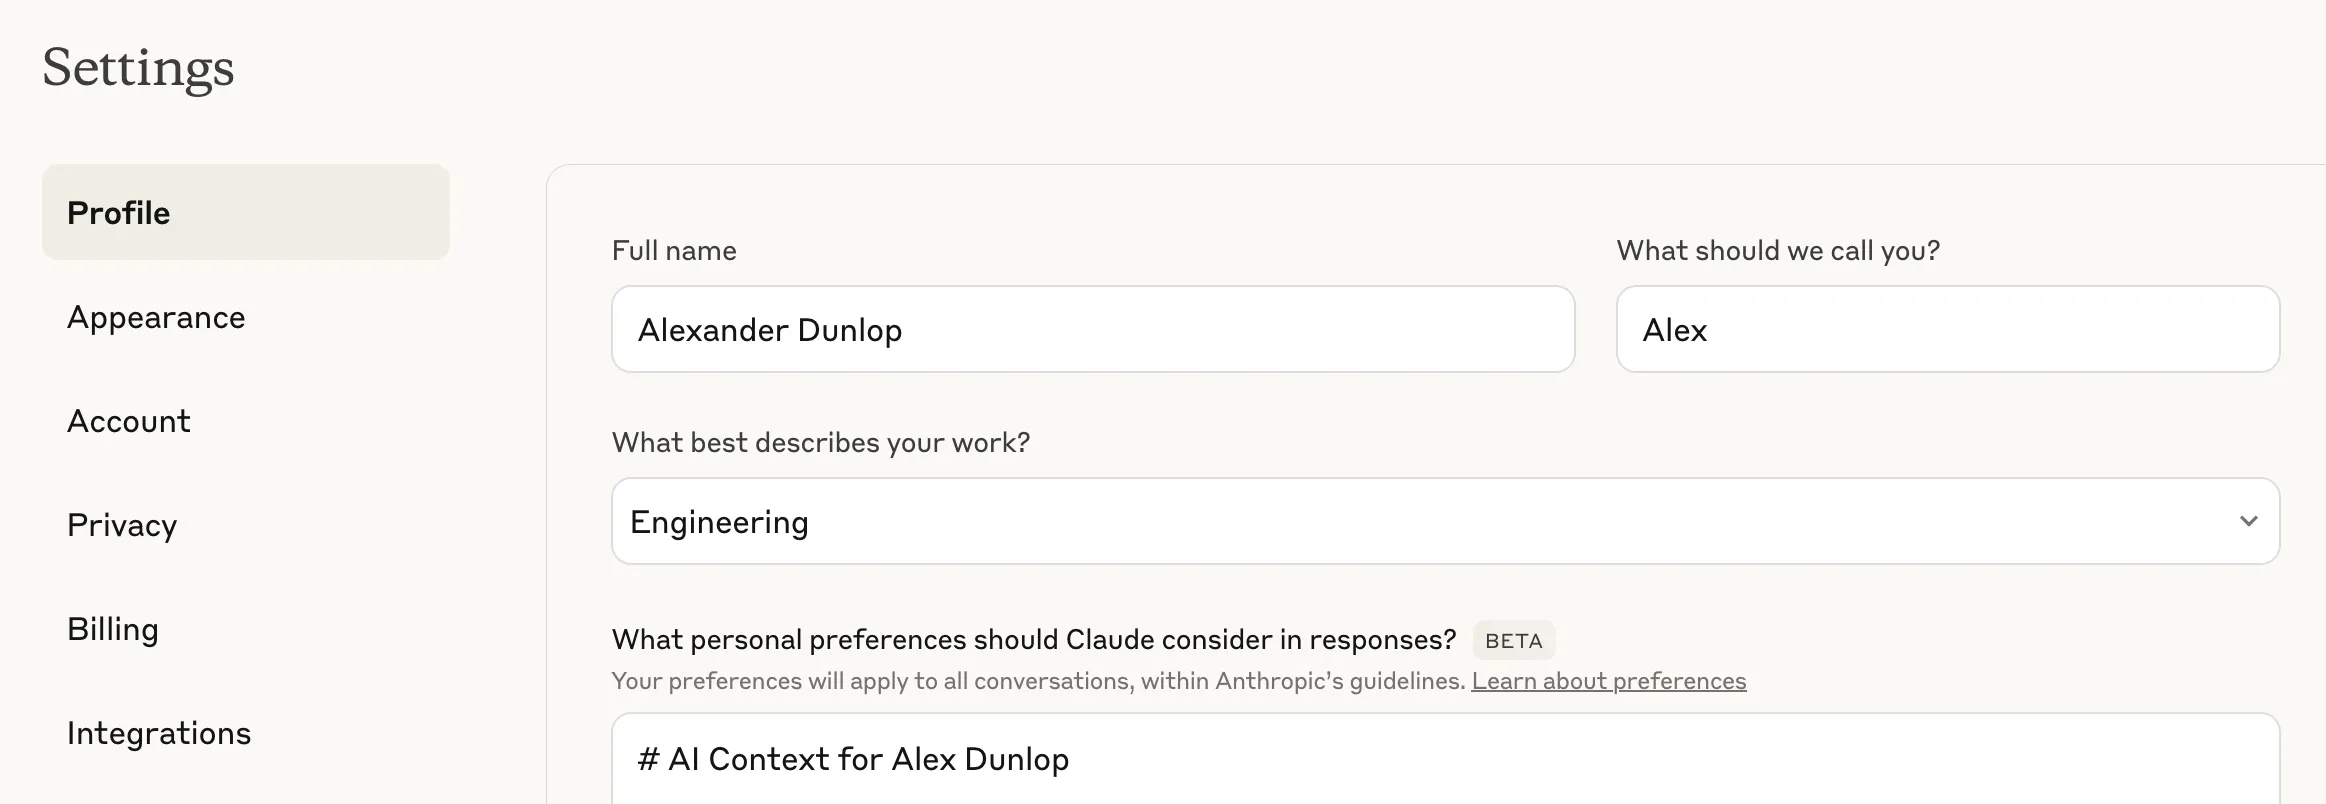 Settings
Profile
Appearance
Account
Privacy
Billing
Integrations
Full name
Alexander Dunlop
What should we call you?
Alex
What best describes your work?
Engineering
What personal preferences should Claude consider in responses? BETA
Your preferences will apply to all conversations, within Anthropic’s guidelines. Learn about preferences
# AI Context for Alex Dunlop